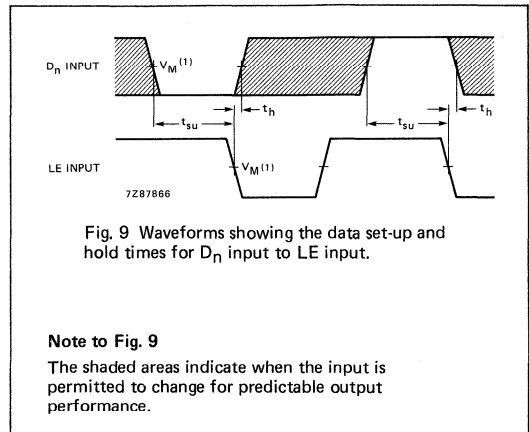 Dn INPUT
VM(1)
th
th
tsu
tsu
LE INPUT
VM(1)
7Z87866
Fig. 9 Waveforms showing the data set-up and
hold times for Dn input to LE input.
Note to Fig. 9
The shaded areas indicate when the input is
permitted to change for predictable output
performance.